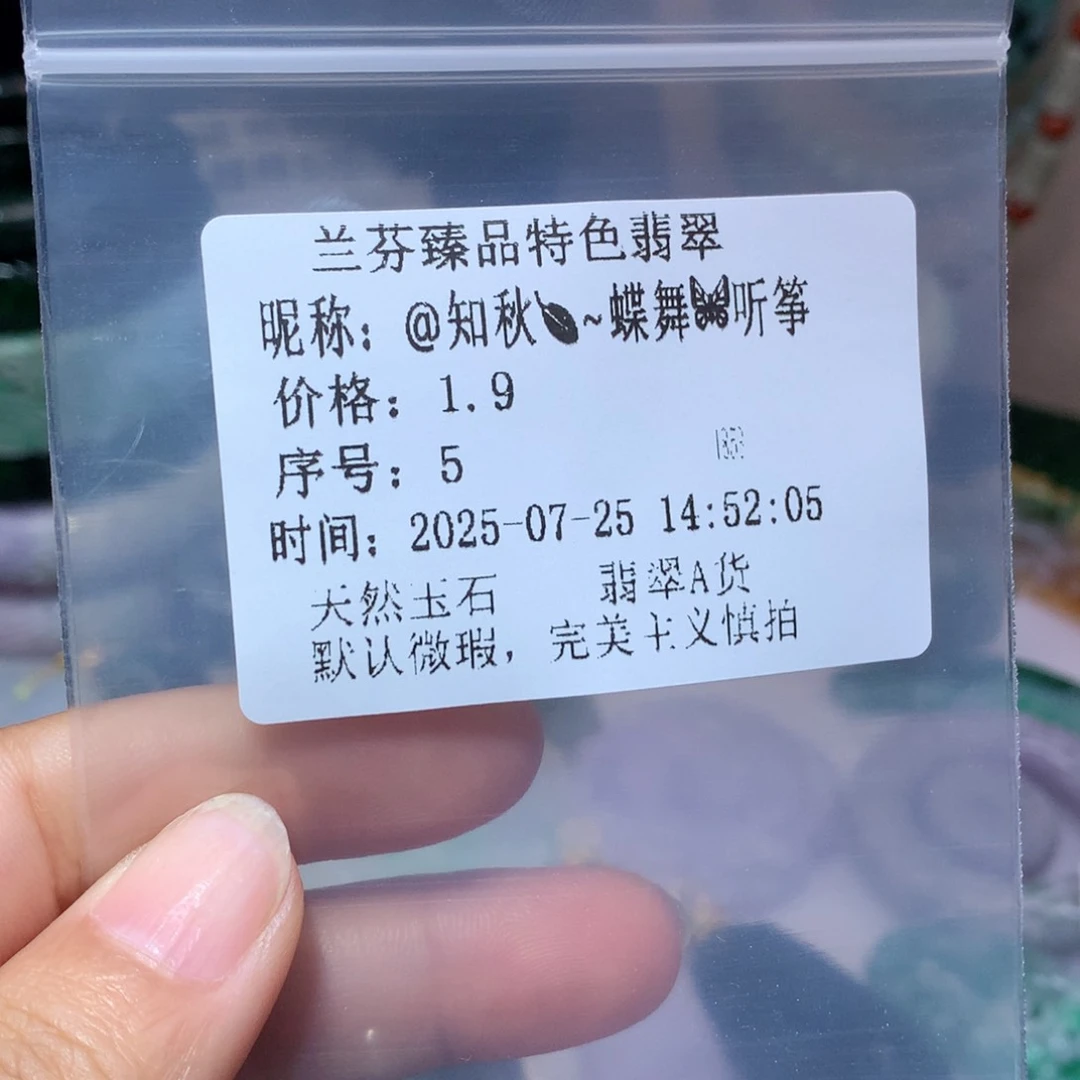 兰芬臻品特色翡翠
昵称：@知秋🍂~蝶舞🦋听筝
价格：1.9
序号：5
时间：2025-07-25 14:52:05
天然玉石 翡翠A货
默认微瑕，完美主义慎拍